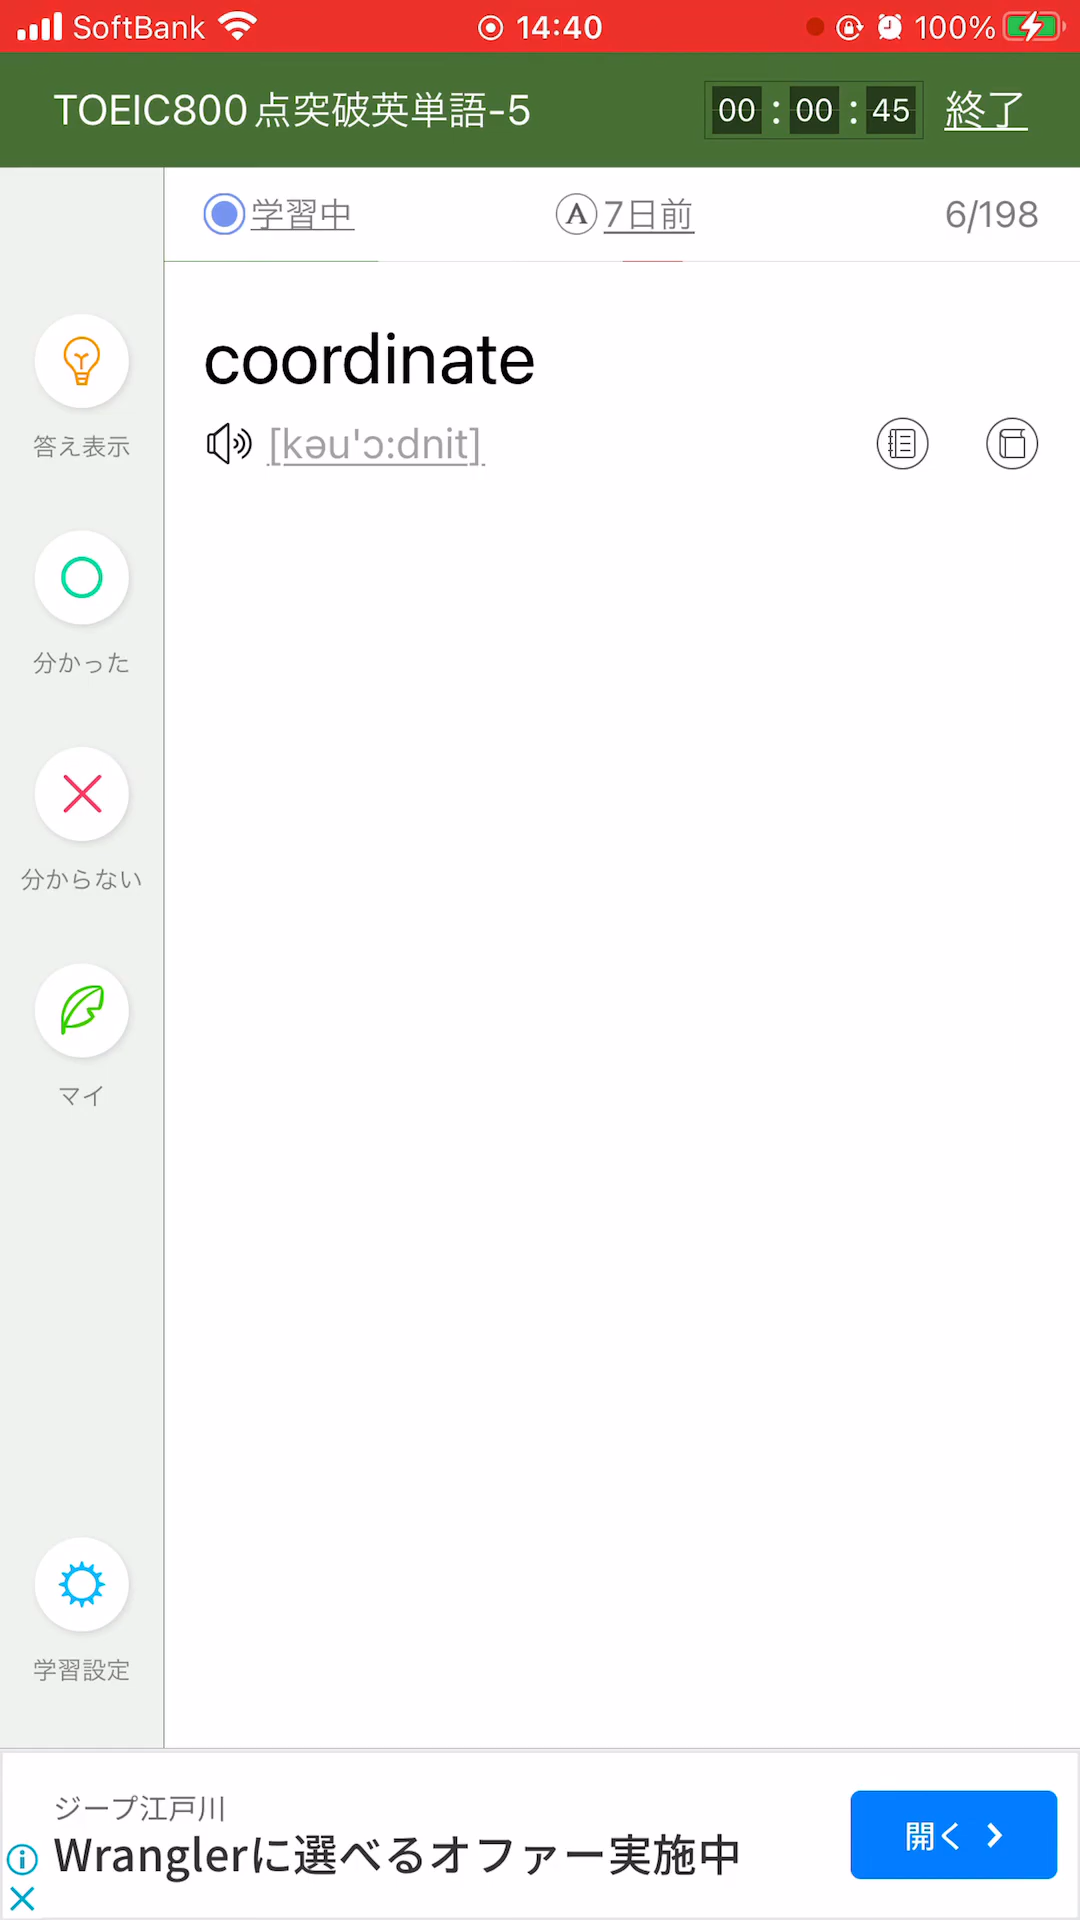 SoftBank 14:40 100%
TOEIC800点突破英単語-5 00:00:45 終了
学習中 A 7日前 6/198
coordinate
[kəu'ɔ:dnit]
答え表示
分かった
分からない
マイ
学習設定
ジープ江戸川
Wranglerに選べるオファー実施中
開く